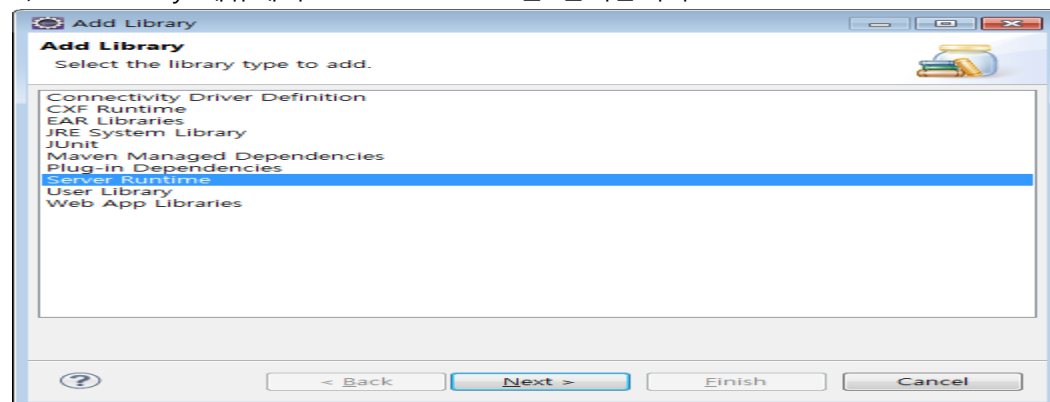 Add Library
Add Library
Select the library type to add.
Connectivity Driver Definition
CXF Runtime
EAR Libraries
JRE System Library
JUnit
Maven Managed Dependencies
Plug-in Dependencies
Server Runtime
User Library
Web App Libraries
?
< Back Next > Finish Cancel